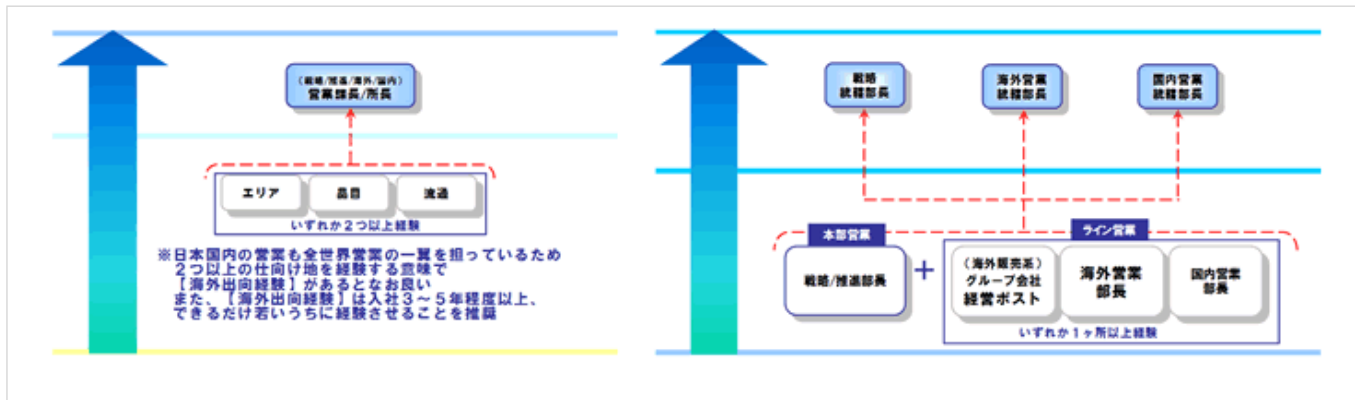 （戦略/推進/海外/国内）
営業課長/所長
エリア
品目
流通
いずれか２つ以上経験
※日本国内の営業も全世界営業の一翼を担っているため
２つ以上の仕向け地を経験する意味で
【海外出向経験】があるとなお良い
また、【海外出向経験】は入社３～５年程度以上、
できるだけ若いうちに経験させることを推奨
戦略
統轄部長
海外営業
統轄部長
国内営業
統轄部長
本部営業
戦略/推進部長
+
ライン営業
（海外販売系）
グループ会社
経営ポスト
海外営業
部長
国内営業
部長
いずれか１ヶ所以上経験